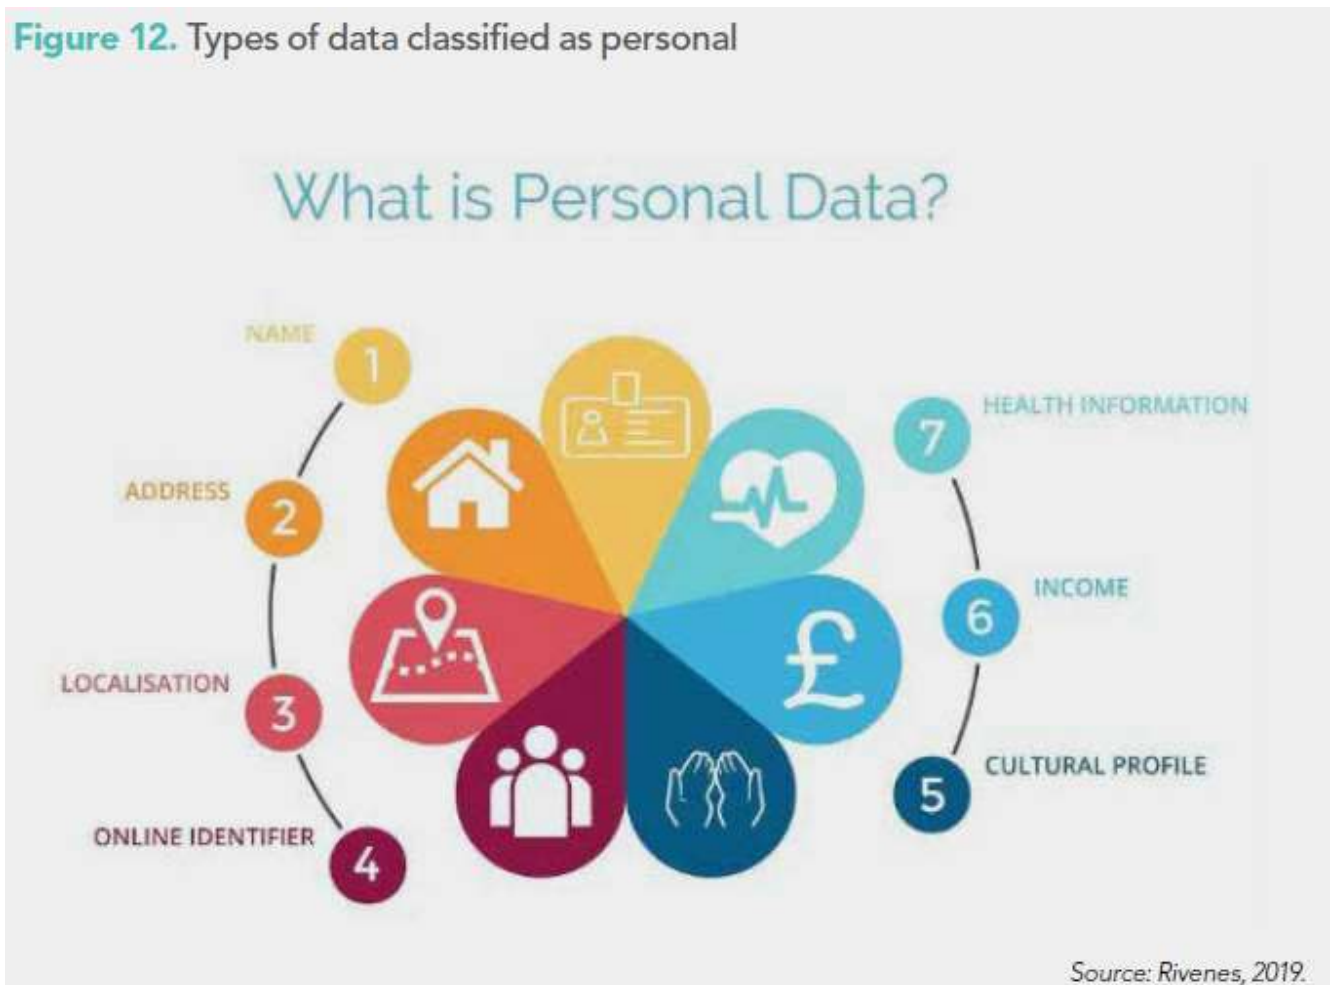 Figure 12. Types of data classified as personal
What is Personal Data?
NAME
1
ADDRESS
2
LOCALISATION
3
ONLINE IDENTIFIER
4
HEALTH INFORMATION
7
INCOME
6
CULTURAL PROFILE
5
£
Source: Rivenes, 2019.